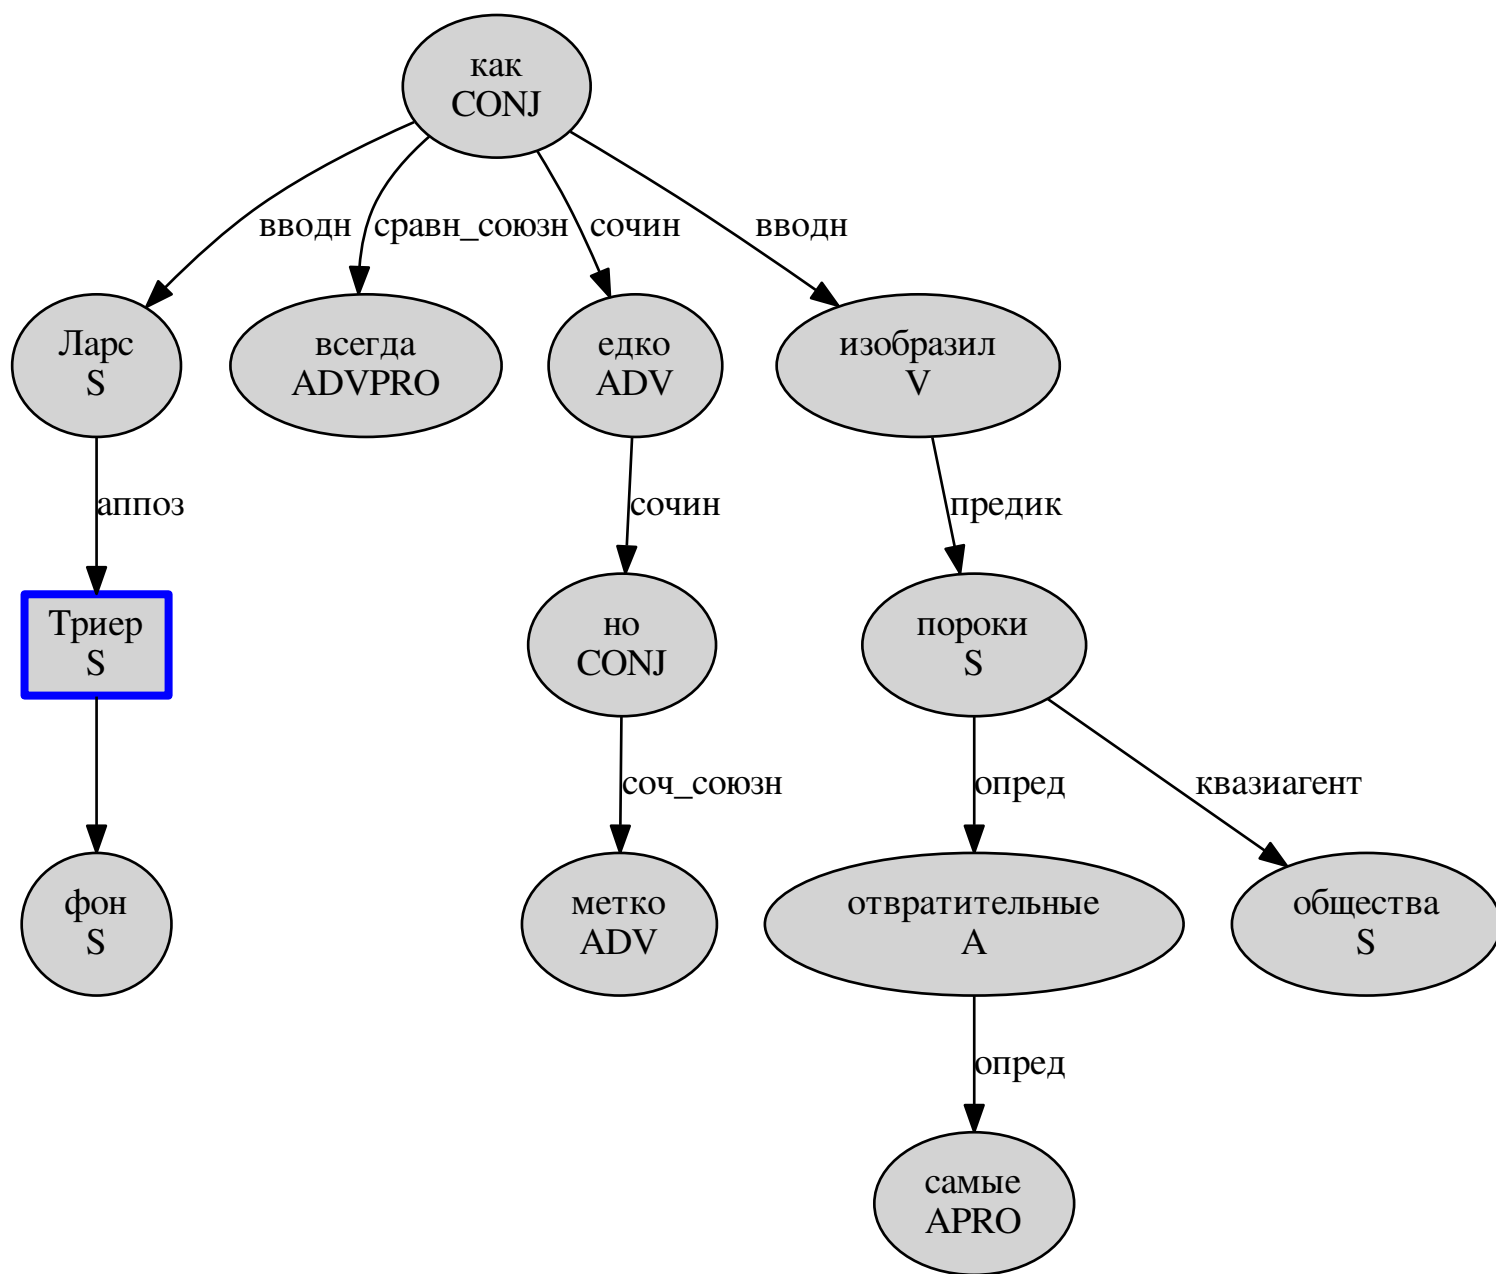 как
CONJ
вводн
сравн_союзн
сочин
вводн
Ларс
S
всегда
ADVPRO
едко
ADV
изобразил
V
аппоз
сочин
предик
Триер
S
но
CONJ
пороки
S
соч_союзн
опред
квазиагент
фон
S
метко
ADV
отвратительные
A
общества
S
опред
самые
APRO